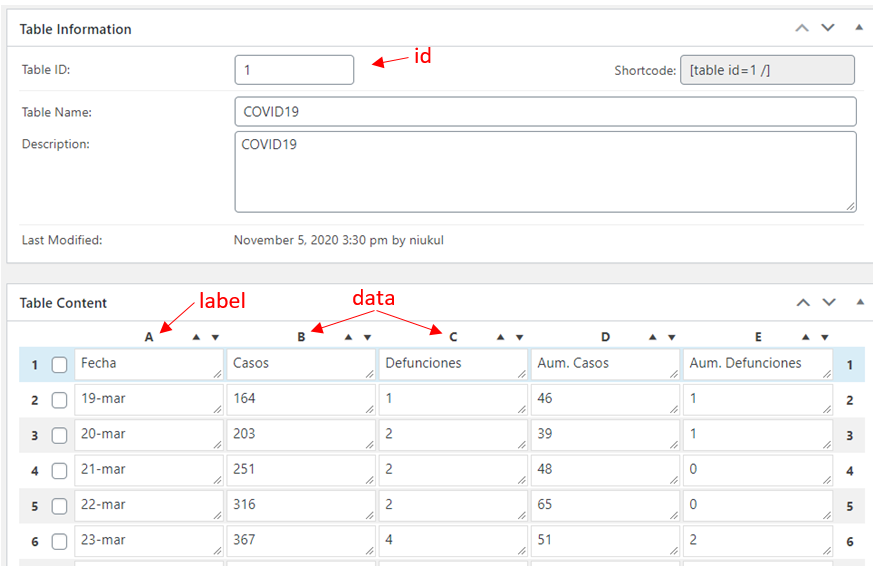 Table Information
Table ID: 1 id Shortcode: [table id=1 /]
Table Name: COVID19
Description: COVID19
Last Modified: November 5, 2020 3:30 pm by niukul
Table Content label data
A B C D E
1 Fecha Casos Defunciones Aum. Casos Aum. Defunciones 1
2 19-mar 164 1 46 1 2
3 20-mar 203 2 39 1 3
4 21-mar 251 2 48 0 4
5 22-mar 316 2 65 0 5
6 23-mar 367 4 51 2 6